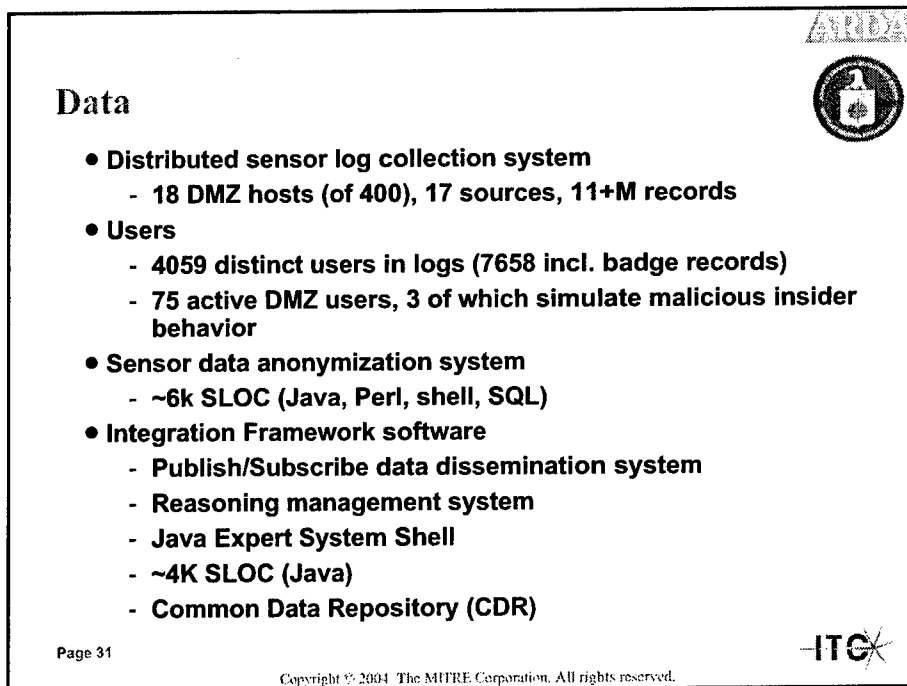 ARDA
Data
• Distributed sensor log collection system
- 18 DMZ hosts (of 400), 17 sources, 11+M records
• Users
- 4059 distinct users in logs (7658 incl. badge records)
- 75 active DMZ users, 3 of which simulate malicious insider
behavior
• Sensor data anonymization system
- ~6k SLOC (Java, Perl, shell, SQL)
• Integration Framework software
- Publish/Subscribe data dissemination system
- Reasoning management system
- Java Expert System Shell
- ~4K SLOC (Java)
- Common Data Repository (CDR)
Page 31
ITC
Copyright © 2004 The MITRE Corporation. All rights reserved.